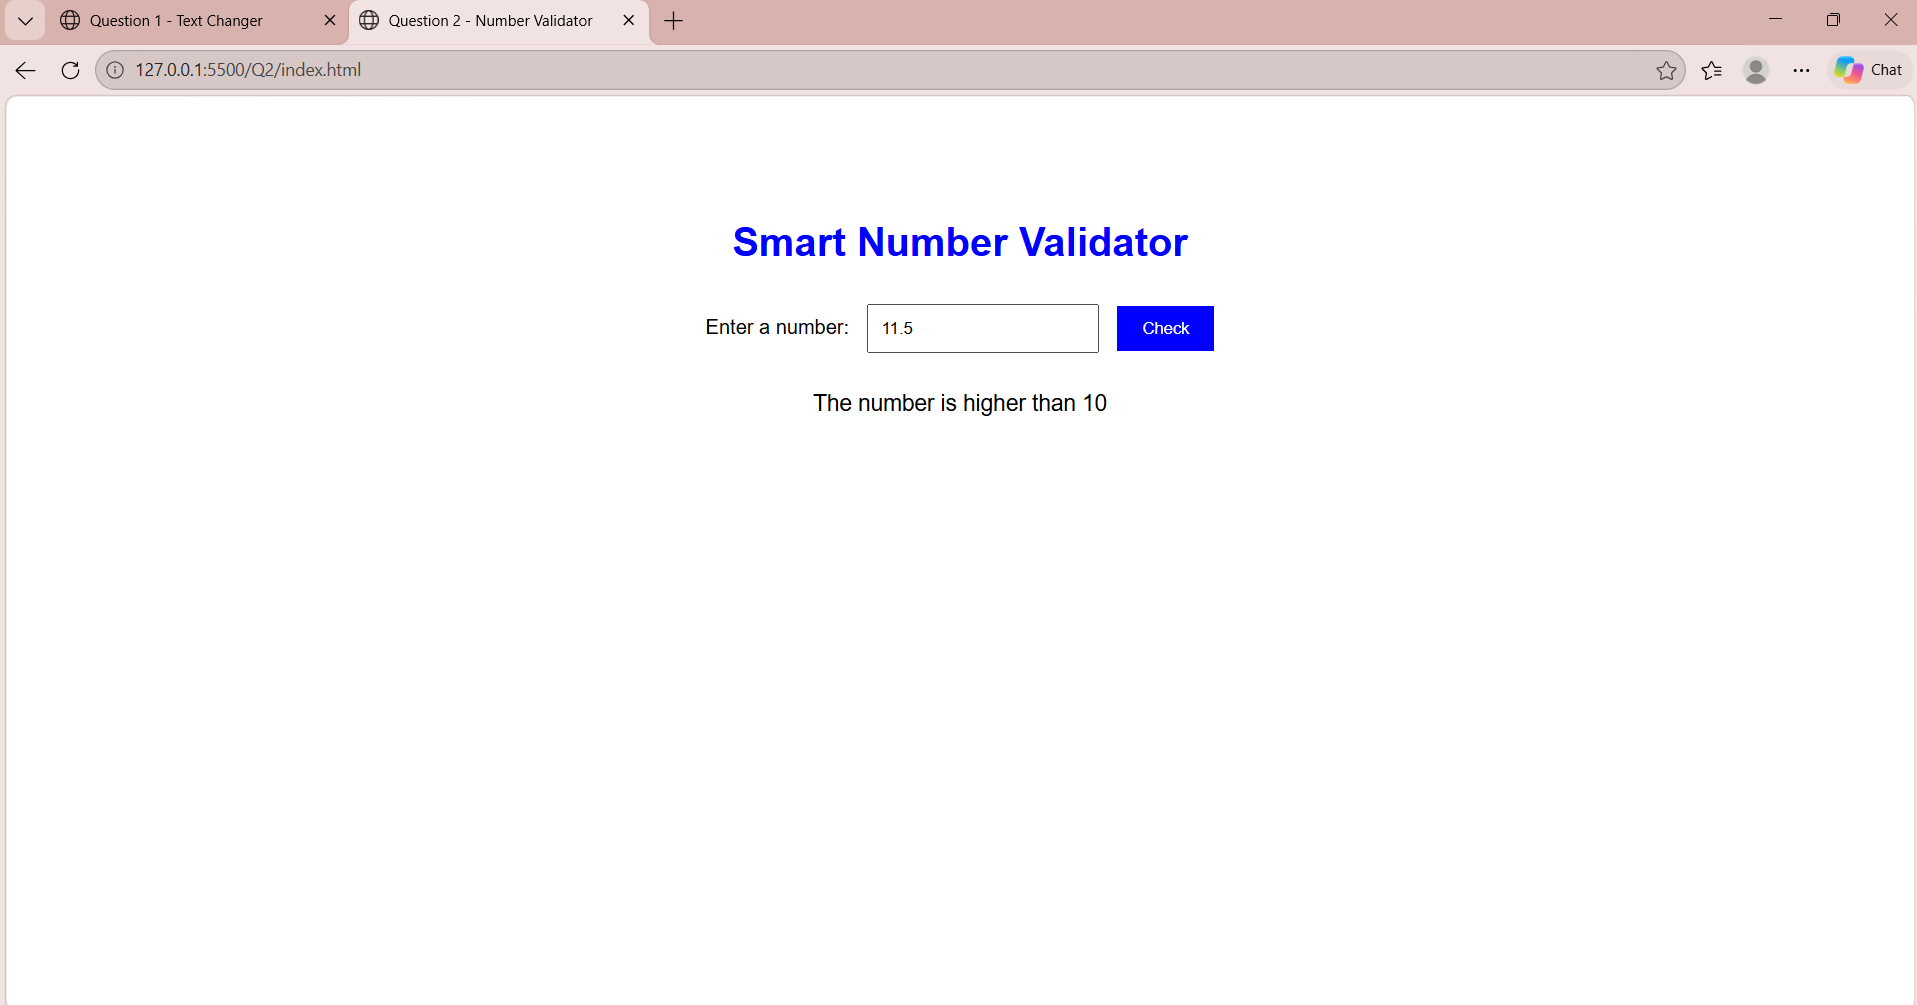 Question 1 - Text Changer
Question 2 - Number Validator
127.0.0.1:5500/Q2/index.html
Chat
Smart Number Validator
Enter a number:
11.5
Check
The number is higher than 10